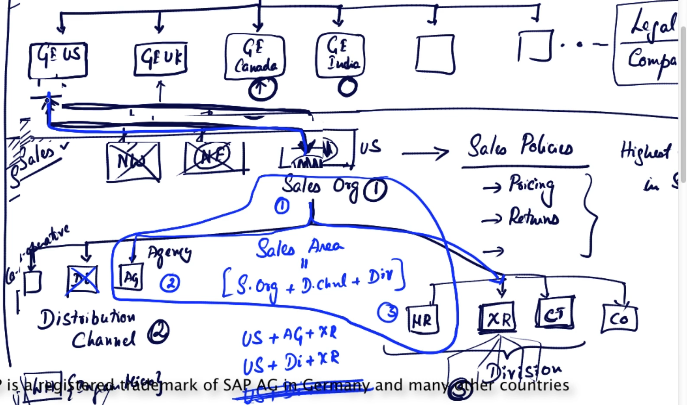 GE US
GE UK
GE
Canada
GE
India
Legal
Compa
Sales
NW
NE
US
Sales Policies
Highest
in S
Sales Org ①
→ Pricing
→ Returns
①
Agency
Ag
②
Sales Area
=
[S.Org + D.chnl + Div]
③
Di
HR
XR
CT
CO
Distribution
Channel ②
US + AG + XR
US + Di + XR
Division
③
P is a registered trademark of SAP AG in Germany and many other countries